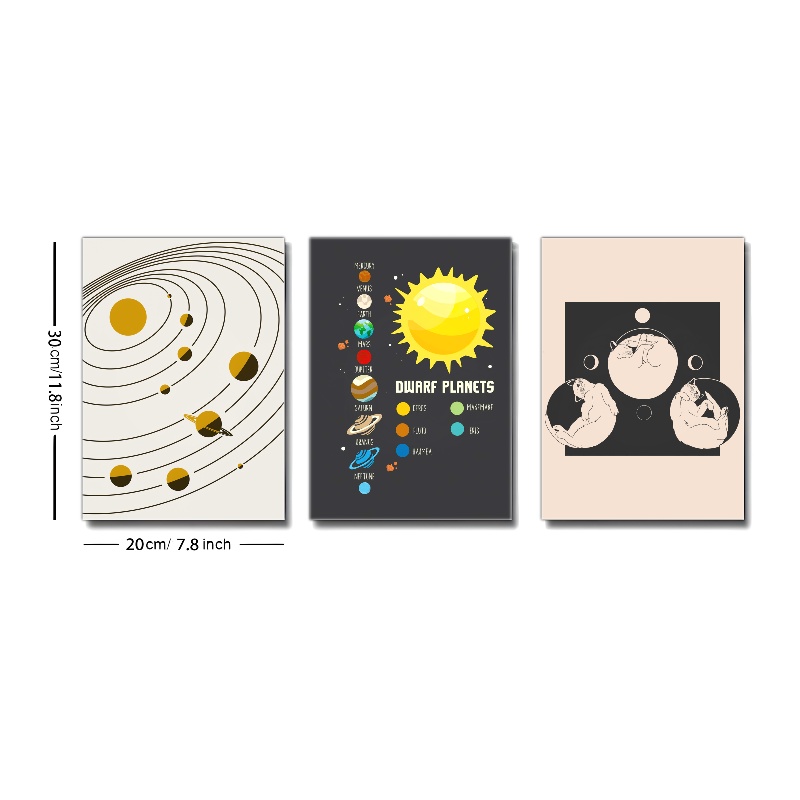 30cm/11.8inch
20cm/ 7.8 inch
MERCURY
VENUS
EARTH
MARS
JUPITER
SATURN
URANUS
NEPTUNE
DWARF PLANETS
CERES
MAKEMAKE
PLUTO
ERIS
HAUMEA